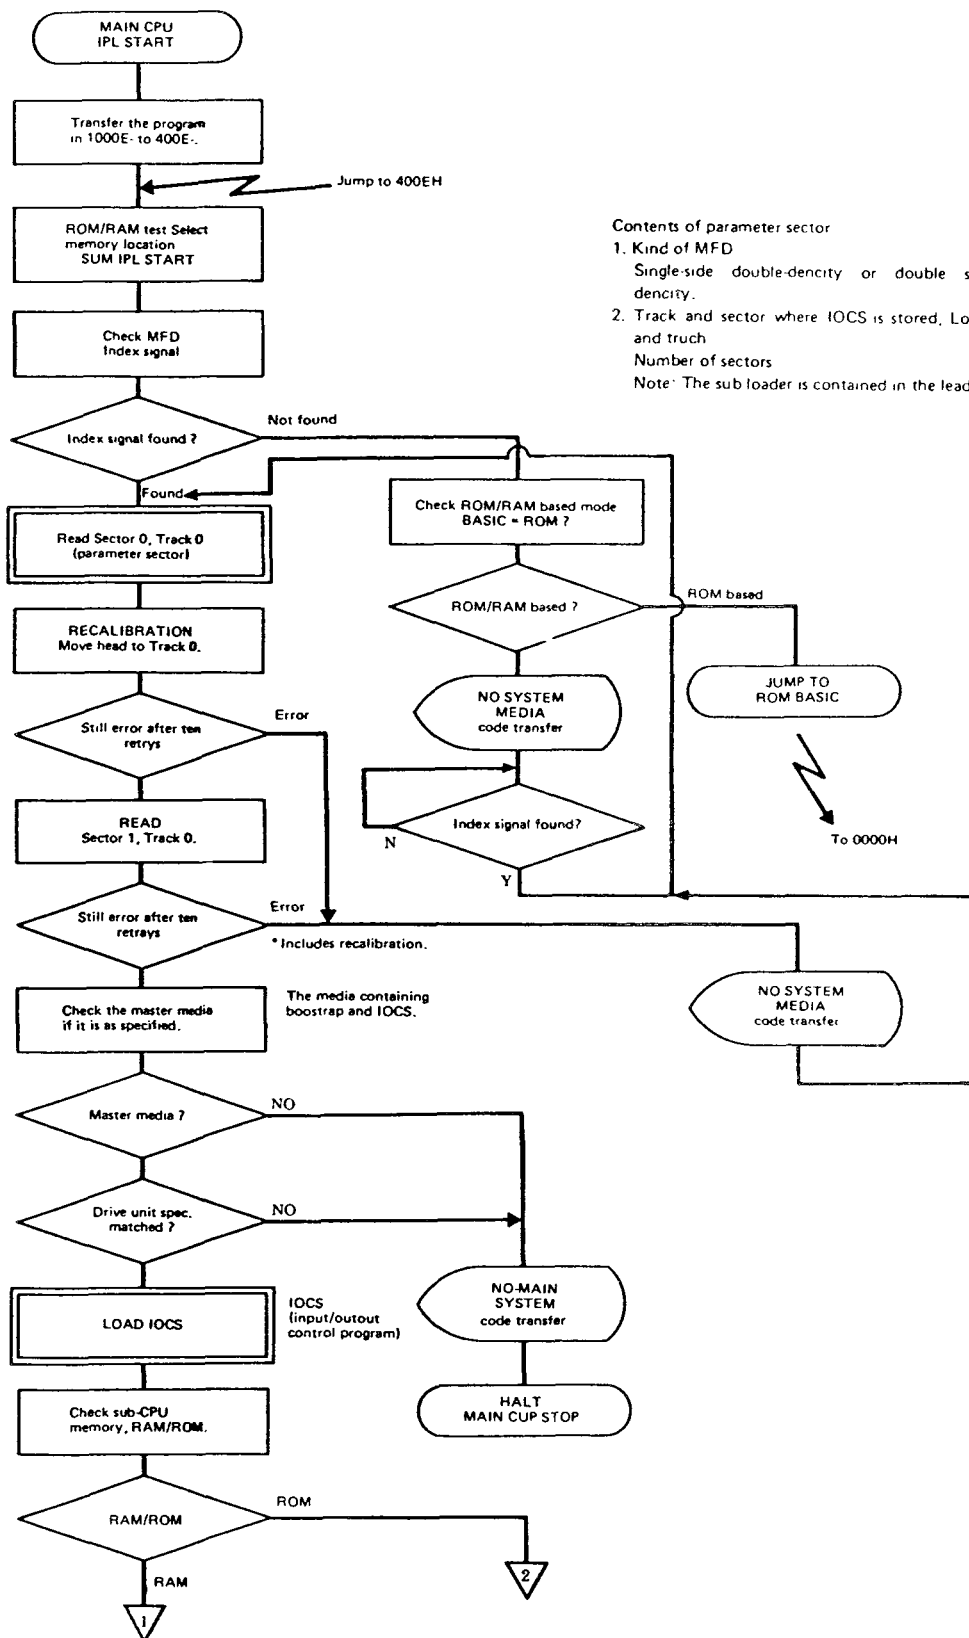 MAIN CPU
IPL START
Transfer the program
in 1000E- to 400E-.
Jump to 400EH
ROM/RAM test Select
memory location
SUM IPL START
Contents of parameter sector
1. Kind of MFD
Single-side double-dencity or double s
dencity.
2. Track and sector where IOCS is stored, Lo
and truch
Number of sectors
Note: The sub loader is contained in the lead
Check MFD
Index signal
Index signal found ?
Not found
Found
Check ROM/RAM based mode
BASIC = ROM ?
Read Sector 0, Track 0
(parameter sector)
ROM/RAM based ?
ROM based
RECALIBRATION
Move head to Track 0.
NO SYSTEM
MEDIA
code transfer
JUMP TO
ROM BASIC
Still error after ten
retrys
Error
READ
Sector 1, Track 0.
Index signal found?
N
Y
To 0000H
Still error after ten
retrays
Error
* Includes recalibration.
NO SYSTEM
MEDIA
code transfer
Check the master media
if it is as specified.
The media containing
boostrap and IOCS.
Master media ?
NO
Drive unit spec.
matched ?
NO
NO-MAIN
SYSTEM
code transfer
LOAD IOCS
IOCS
(input/outout
control program)
HALT
MAIN CUP STOP
Check sub-CPU
memory, RAM/ROM.
RAM/ROM
ROM
2
RAM
1